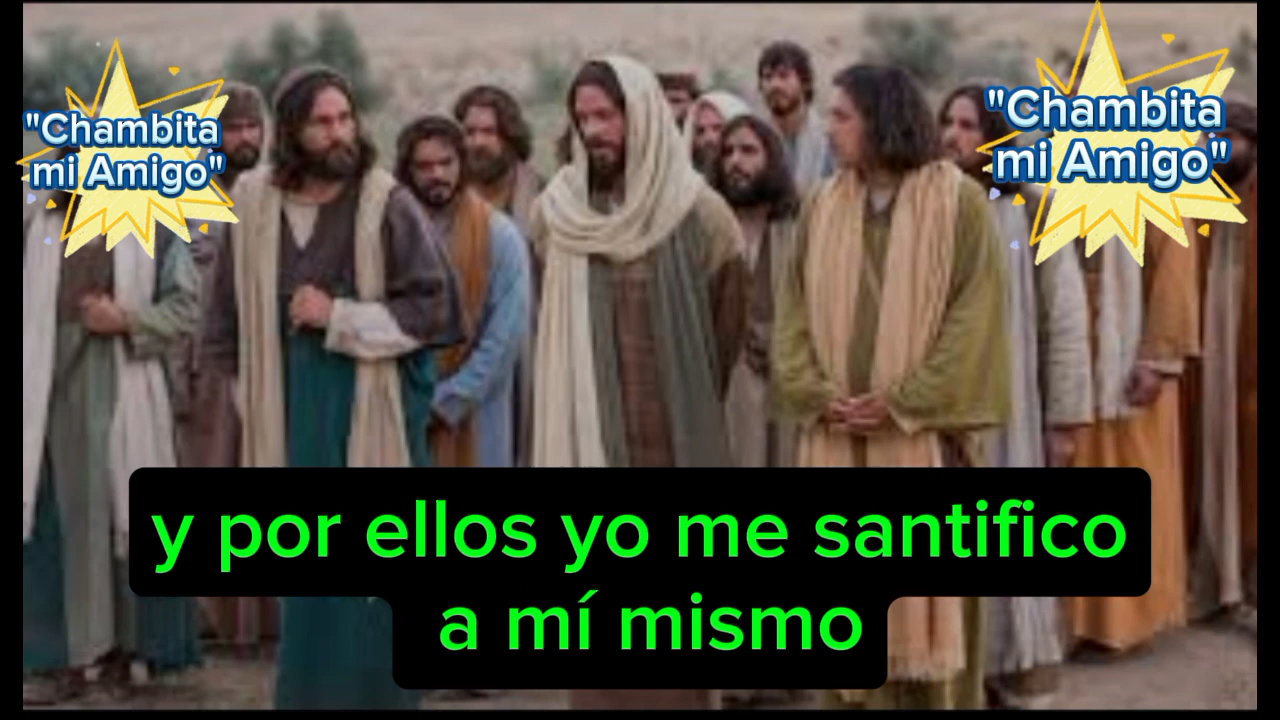 "Chambita
mi Amigo"
"Chambita
mi Amigo"
y por ellos yo me santifico
a mí mismo